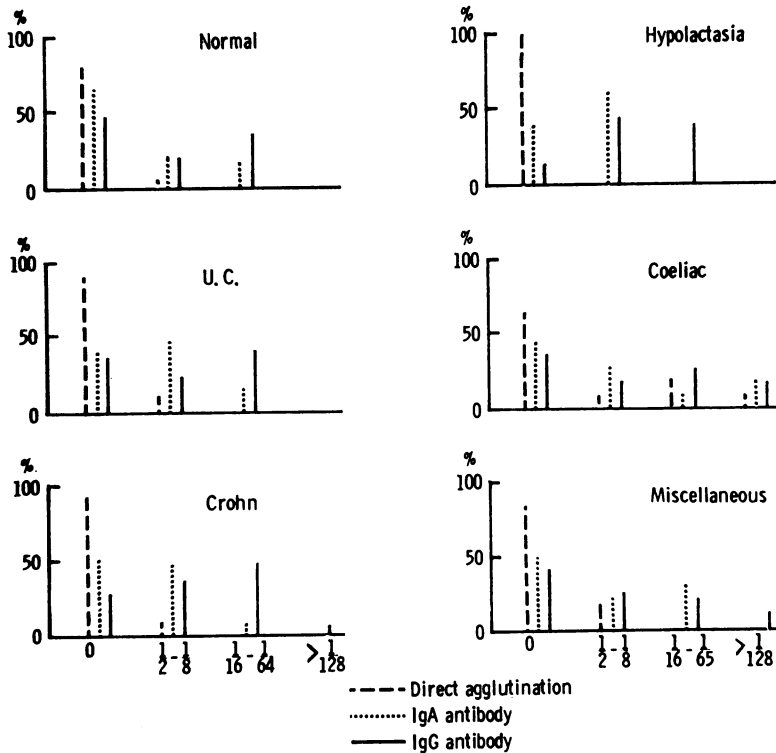 %
Normal
100
50
0
%
Hypolactasia
100
50
0
%
U. C.
100
50
0
%
Coeliac
100
50
0
%.
Crohn
100
50
0
0
1/2 - 1/8
1/16 - 1/64
> 1/128
%
Miscellaneous
100
50
0
0
1/2 - 1/8
1/16 - 1/65
> 1/128
Direct agglutination
IgA antibody
IgG antibody